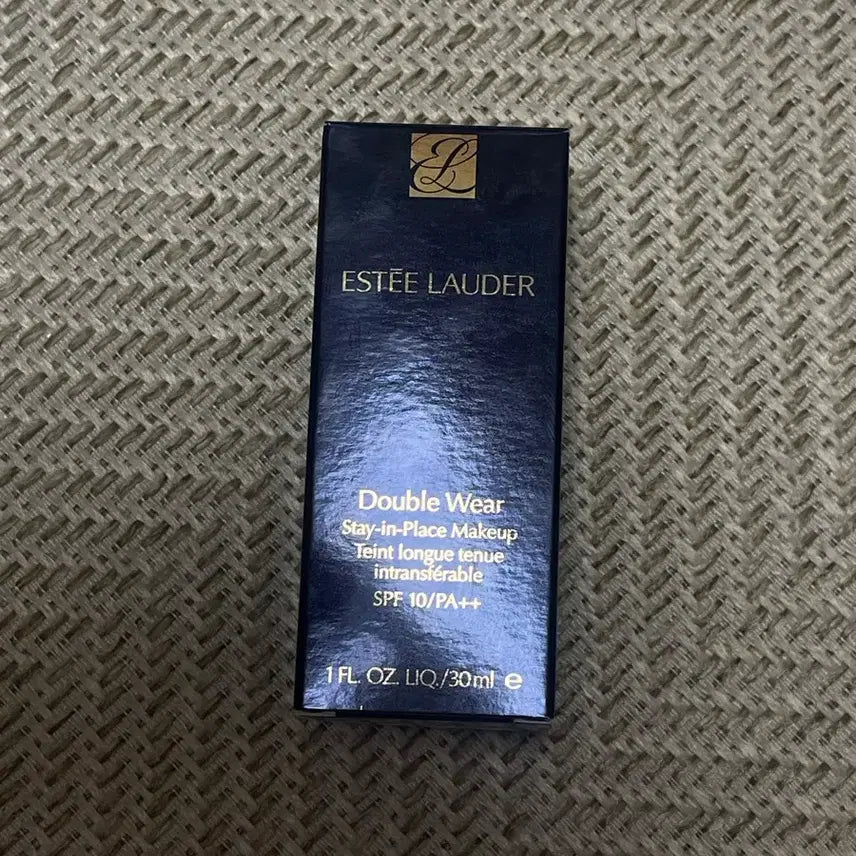 EL
ESTĒE LAUDER
Double Wear
Stay-in-Place Makeup
Teint longue tenue
intransférable
SPF 10/PA++
1 FL. OZ. LIQ./30ml e